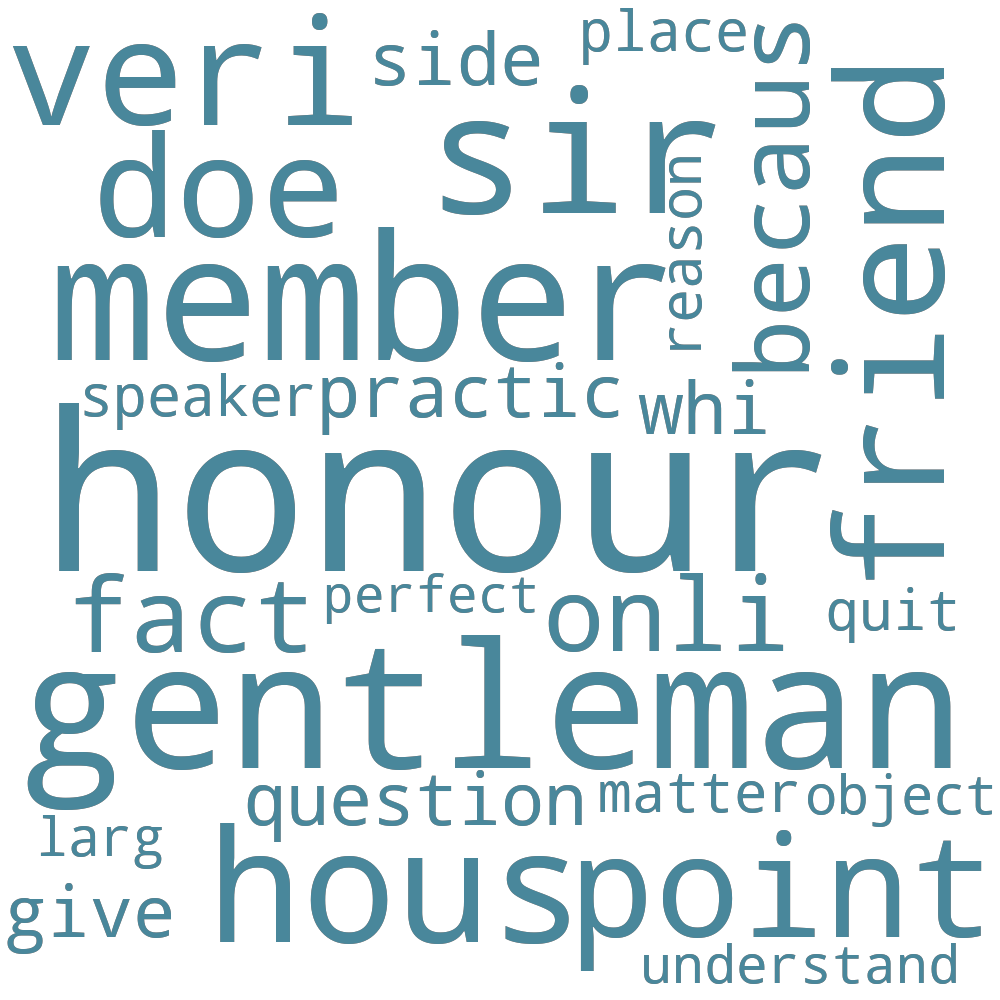 veri
side
place
sir
doe
becaus
friend
reason
member
speaker
practic
whi
honour
fact
perfect
onli
quit
gentleman
question
matter
object
larg
hous
point
give
understand